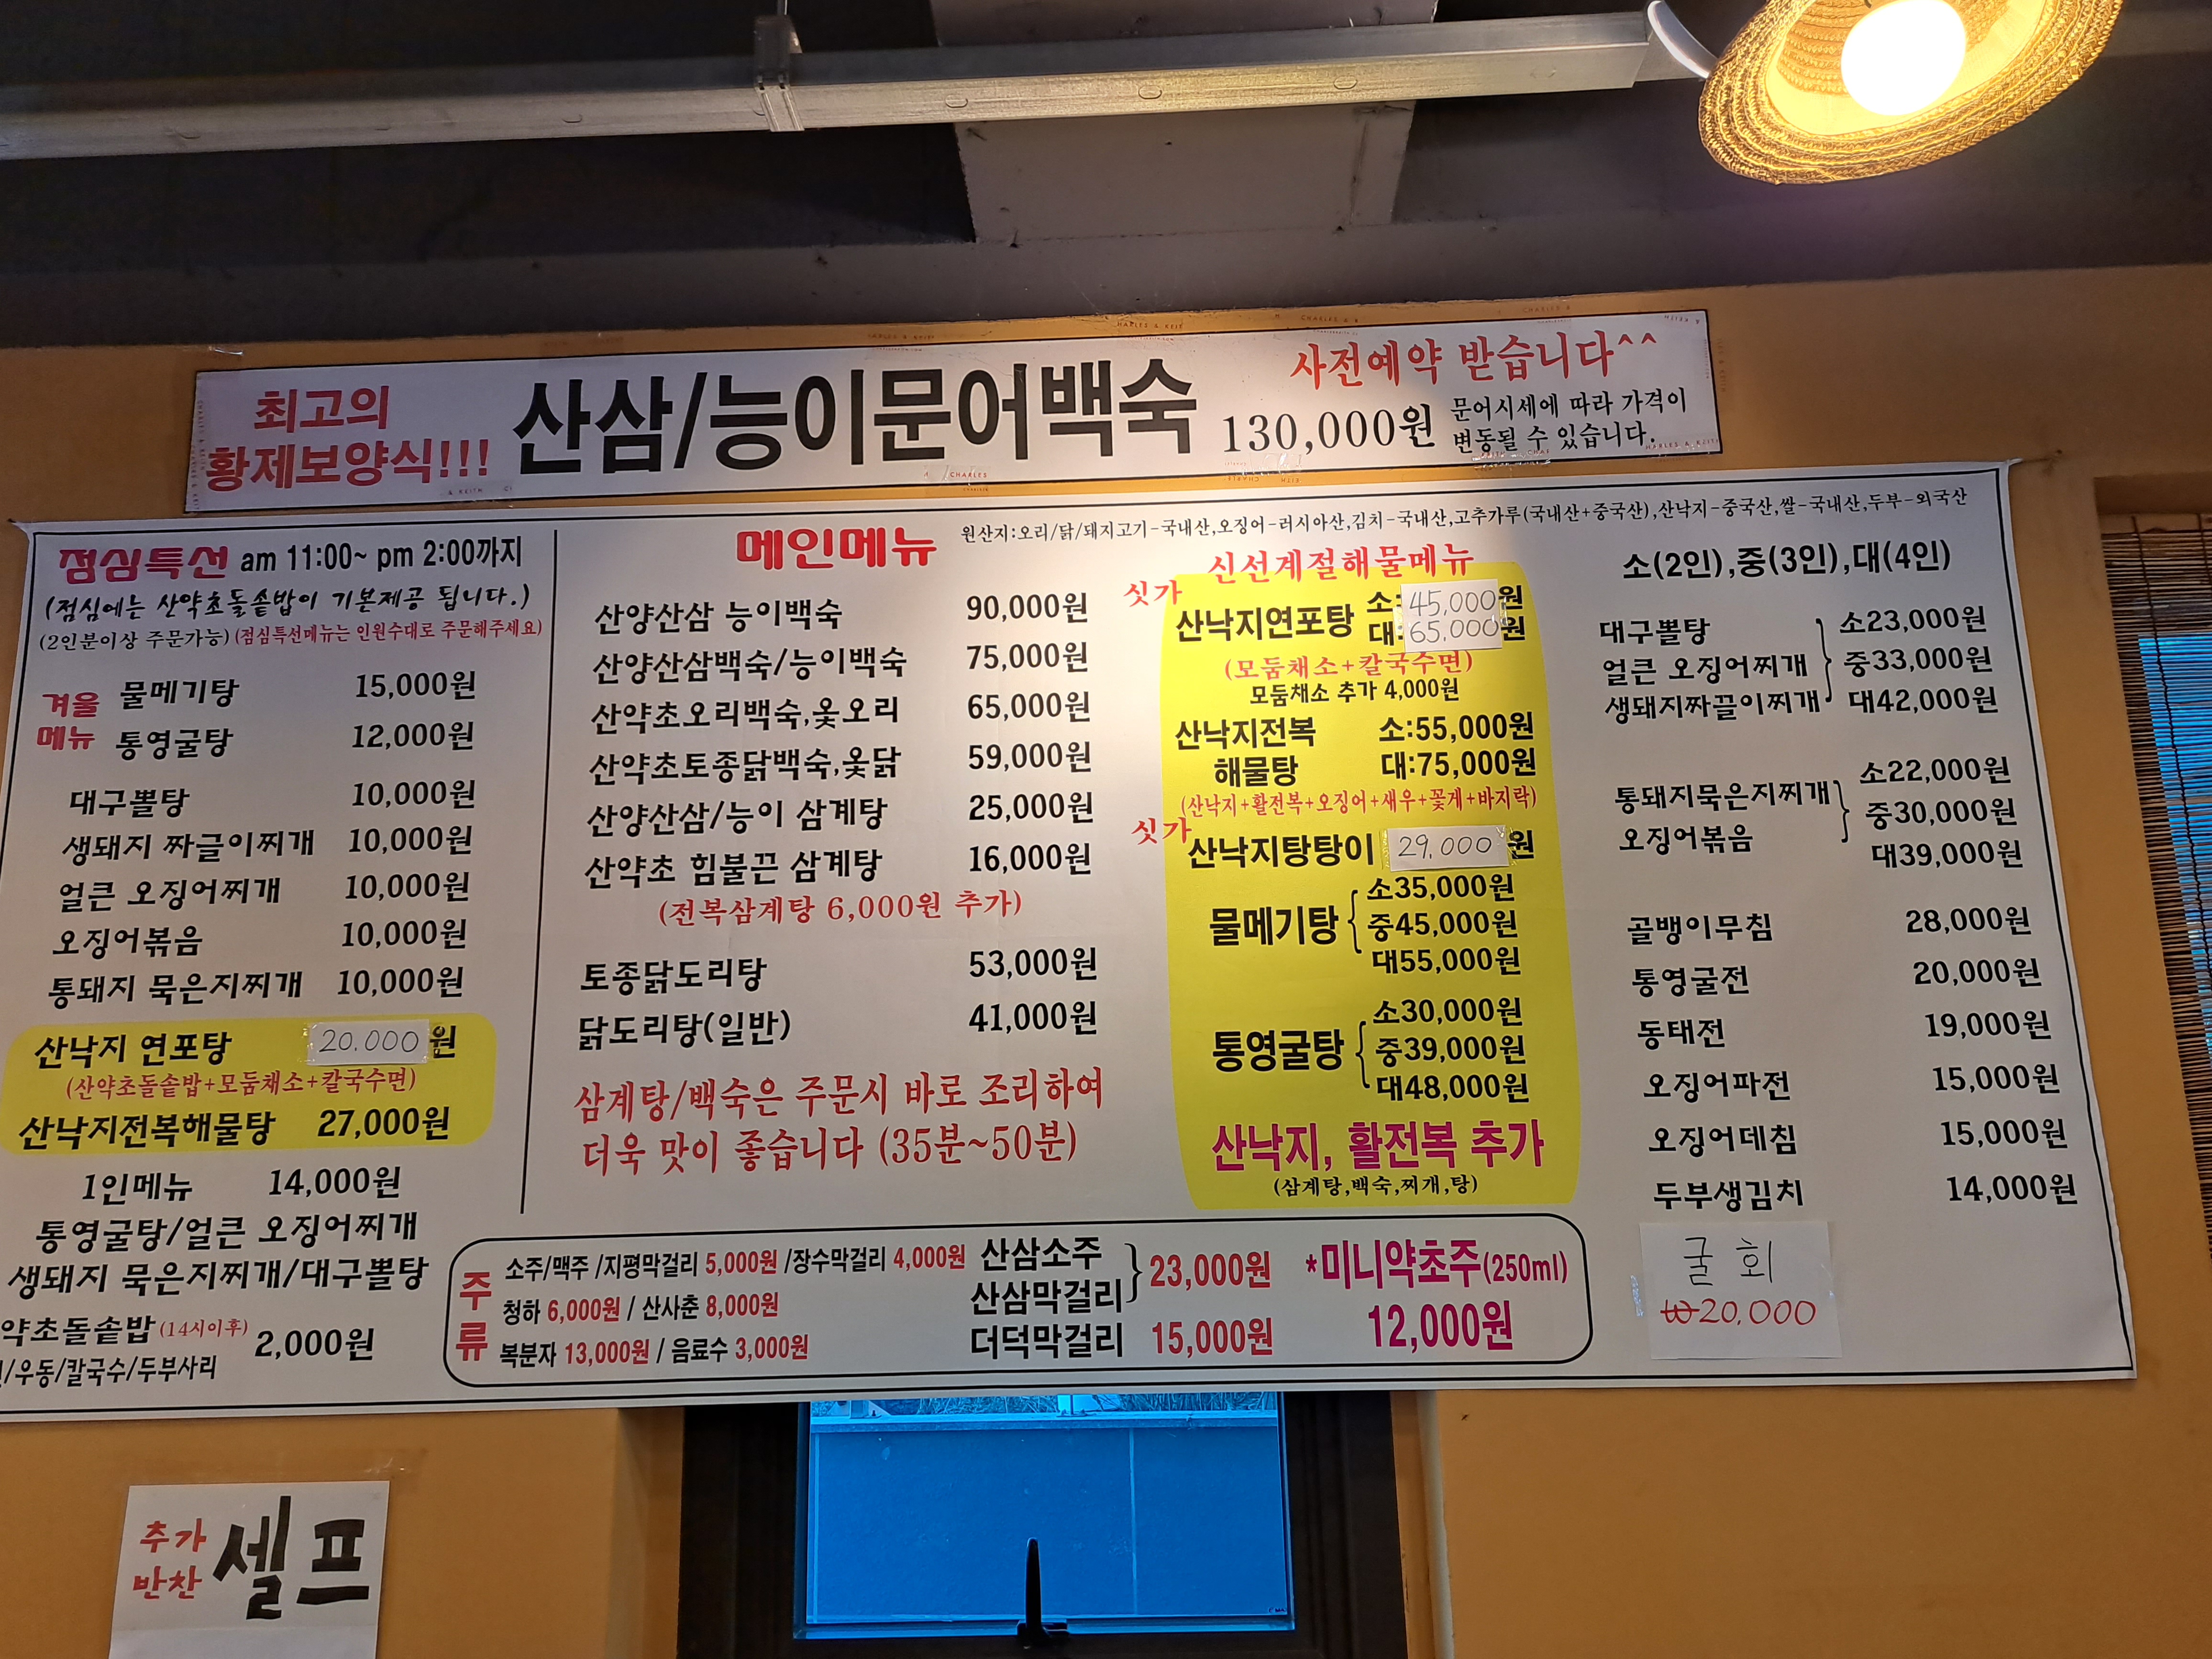 최고의
황제보양식!!!
산삼/능이문어백숙
130,000원
사전예약 받습니다^^
문어시세에 따라 가격이
변동될 수 있습니다.
점심특선 am 11:00~ pm 2:00까지
(점심에는 산약초돌솥밥이 기본제공 됩니다.)
(2인분이상 주문가능) (점심특선메뉴는 인원수대로 주문해주세요)
겨울
메뉴
물메기탕 15,000원
통영굴탕 12,000원
대구뽈탕 10,000원
생돼지 짜글이찌개 10,000원
얼큰 오징어찌개 10,000원
오징어볶음 10,000원
통돼지 묵은지찌개 10,000원
산낙지 연포탕 20,000원
(산약초돌솥밥+모둠채소+칼국수면)
산낙지전복해물탕 27,000원
1인메뉴 14,000원
통영굴탕/얼큰 오징어찌개
생돼지 묵은지찌개/대구뽈탕
약초돌솥밥 (14시이후) 2,000원
/우동/칼국수/두부사리
메인메뉴
원산지:오리/닭/돼지고기-국내산,오징어-러시아산,김치-국내산,고추가루(국내산+중국산),산낙지-중국산,쌀-국내산,두부-외국산
산양산삼 능이백숙 90,000원
산양산삼백숙/능이백숙 75,000원
산약초오리백숙,옻오리 65,000원
산약초토종닭백숙,옻닭 59,000원
산양산삼/능이 삼계탕 25,000원
산약초 힘불끈 삼계탕 16,000원
(전복삼계탕 6,000원 추가)
토종닭도리탕 53,000원
닭도리탕(일반) 41,000원
삼계탕/백숙은 주문시 바로 조리하여
더욱 맛이 좋습니다 (35분~50분)
신선계절해물메뉴
싯가
산낙지연포탕 소:45,000원
대:65,000원
(모둠채소+칼국수면)
모둠채소 추가 4,000원
산낙지전복 소:55,000원
해물탕 대:75,000원
(산낙지+활전복+오징어+새우+꽃게+바지락)
싯가
산낙지탕탕이 29,000원
물메기탕
소35,000원
중45,000원
대55,000원
통영굴탕
소30,000원
중39,000원
대48,000원
산낙지, 활전복 추가
(삼계탕,백숙,찌개,탕)
소(2인),중(3인),대(4인)
대구뽈탕
얼큰 오징어찌개
생돼지짜끌이찌개
소23,000원
중33,000원
대42,000원
통돼지묵은지찌개
오징어볶음
소22,000원
중30,000원
대39,000원
골뱅이무침 28,000원
통영굴전 20,000원
동태전 19,000원
오징어파전 15,000원
오징어데침 15,000원
두부생김치 14,000원
굴 회
₩20,000
주류
소주/맥주 /지평막걸리 5,000원 /장수막걸리 4,000원
청하 6,000원 / 산사춘 8,000원
복분자 13,000원 / 음료수 3,000원
산삼소주
산삼막걸리
23,000원
더덕막걸리 15,000원
*미니약초주(250ml)
12,000원
추가
반찬
셀프